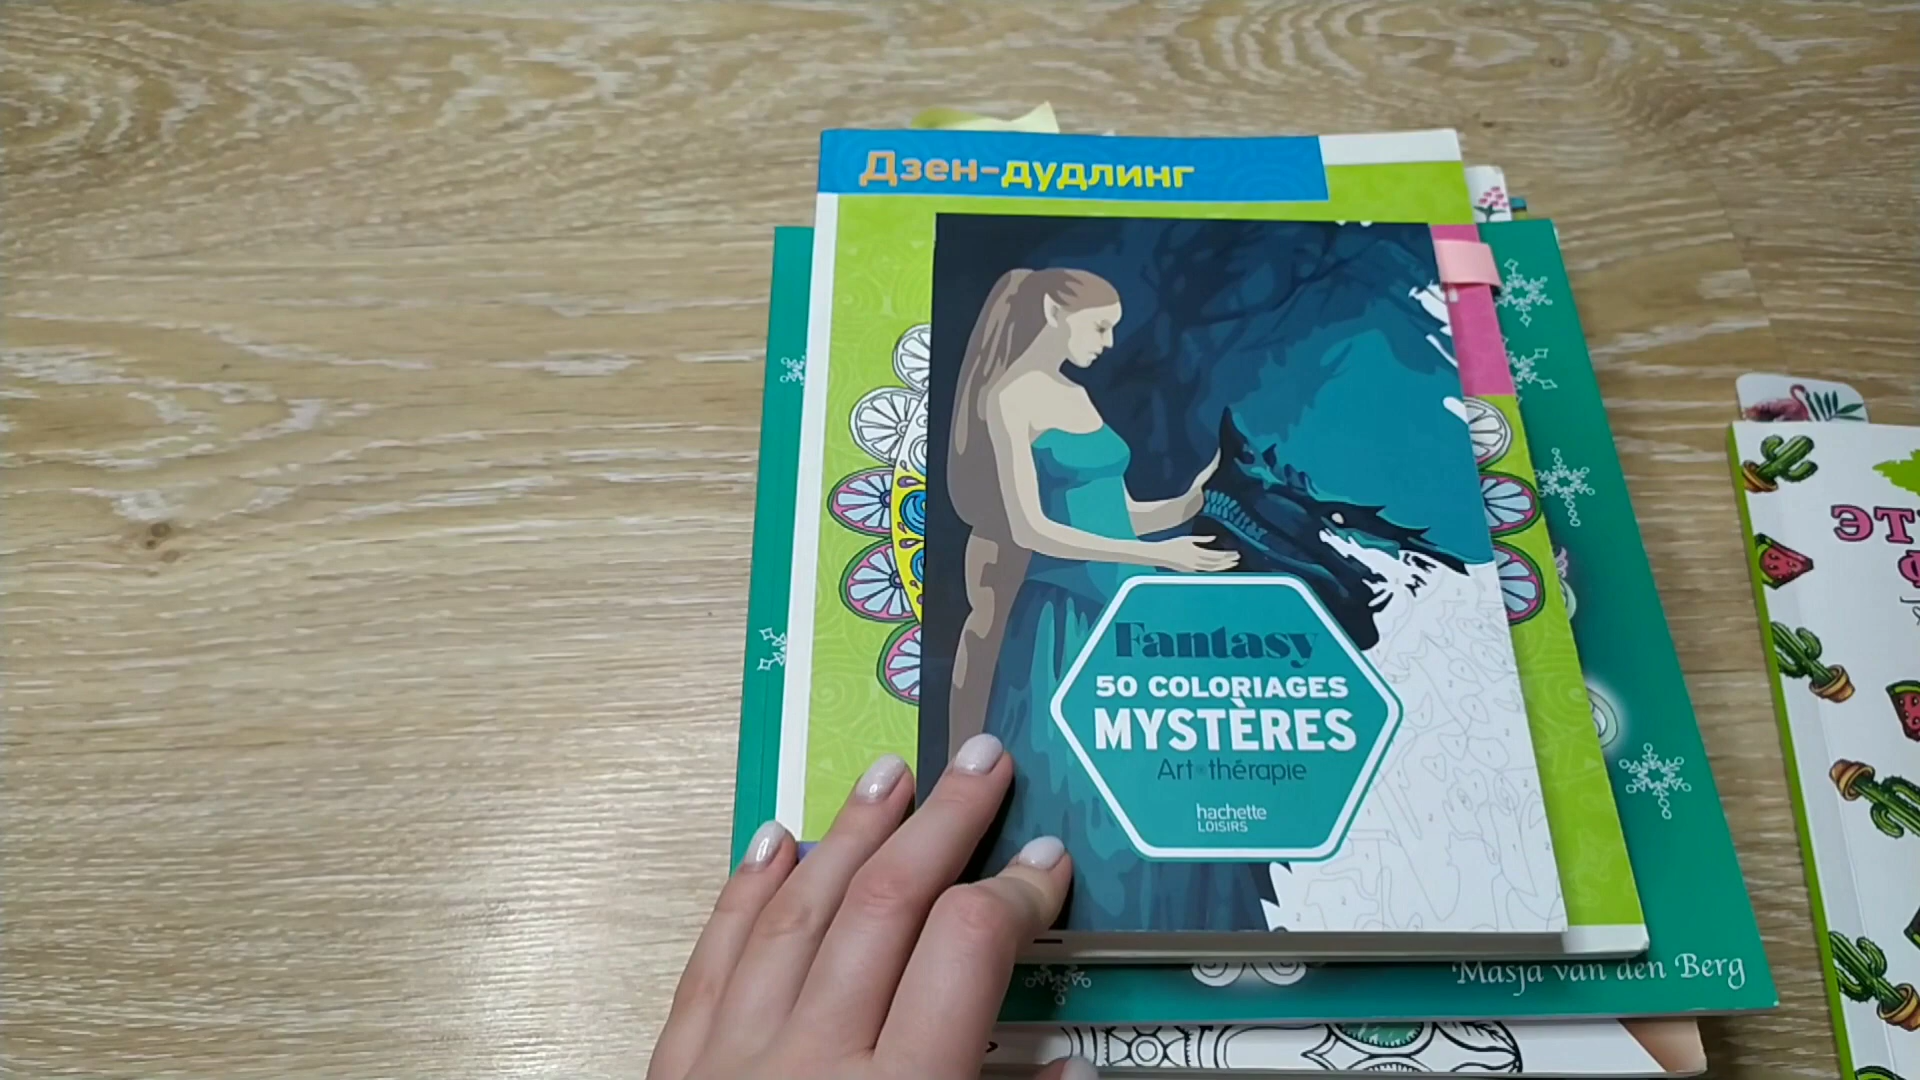 Дзен-дудлинг
Fantasy
50 COLORIAGES
MYSTÈRES
Art-thérapie
hachette
LOISIRS
Masja van den Berg